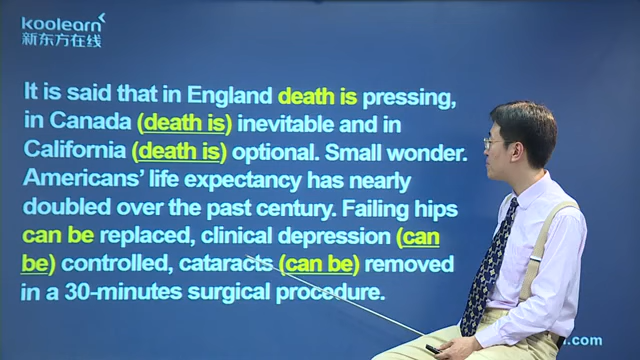 koolearn
新东方在线
It is said that in England death is pressing,
in Canada (death is) inevitable and in
California (death is) optional. Small wonder.
Americans' life expectancy has nearly
doubled over the past century. Failing hips
can be replaced, clinical depression (can
be) controlled, cataracts (can be) removed
in a 30-minutes surgical procedure.
.com